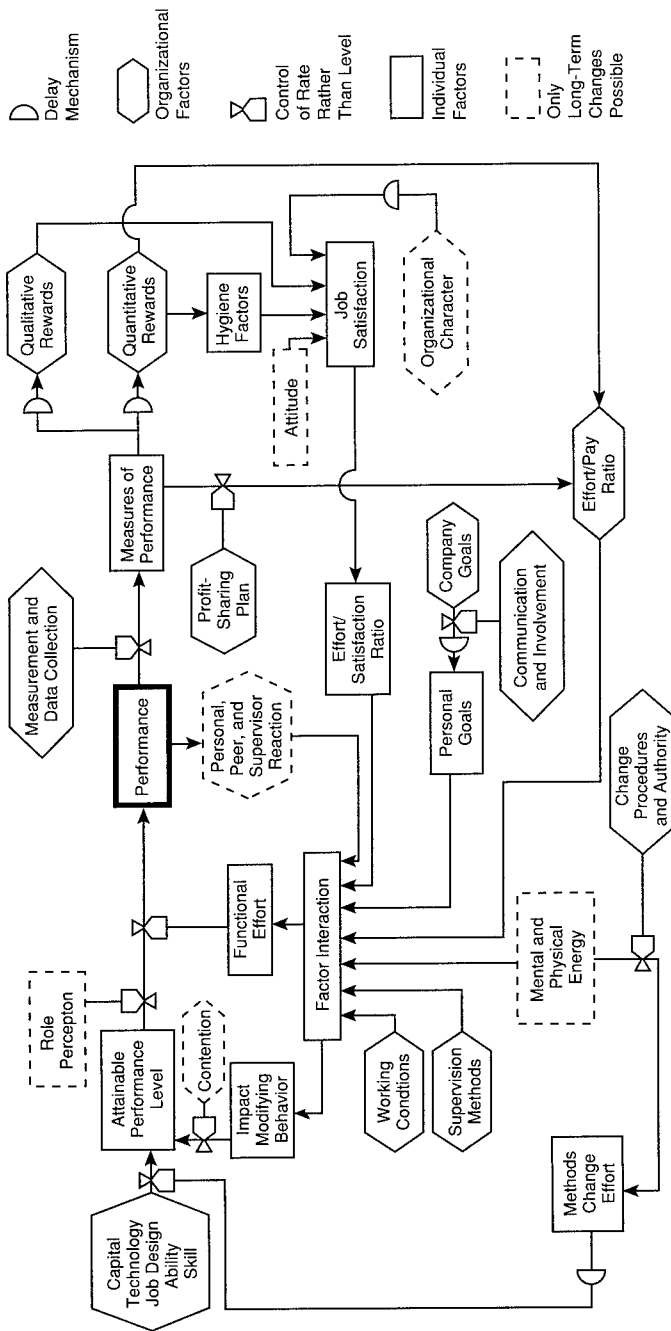 Capital
Technology
Job Design
Ability
Skill
Attainable
Performance
Level
Role
Percepton
Contention
Impact
Modifying
Behavior
Functional
Effort
Factor Interaction
Working
Condtions
Supervision
Methods
Methods
Change
Effort
Performance
Personal,
Peer, and
Supervisor
Reaction
Measurement and
Data Collection
Measures of
Performance
Profit-
Sharing
Plan
Effort/
Satisfaction
Ratio
Personal
Goals
Company
Goals
Communication
and Involvement
Mental and
Physical
Energy
Change
Procedures
and Authority
Qualitative
Rewards
Quantitative
Rewards
Hygiene
Factors
Attitude
Job
Satisfaction
Organizational
Character
Effort/Pay
Ratio
Delay
Mechanism
Organizational
Factors
Control
of Rate
Rather
Than Level
Individual
Factors
Only
Long-Term
Changes
Possible